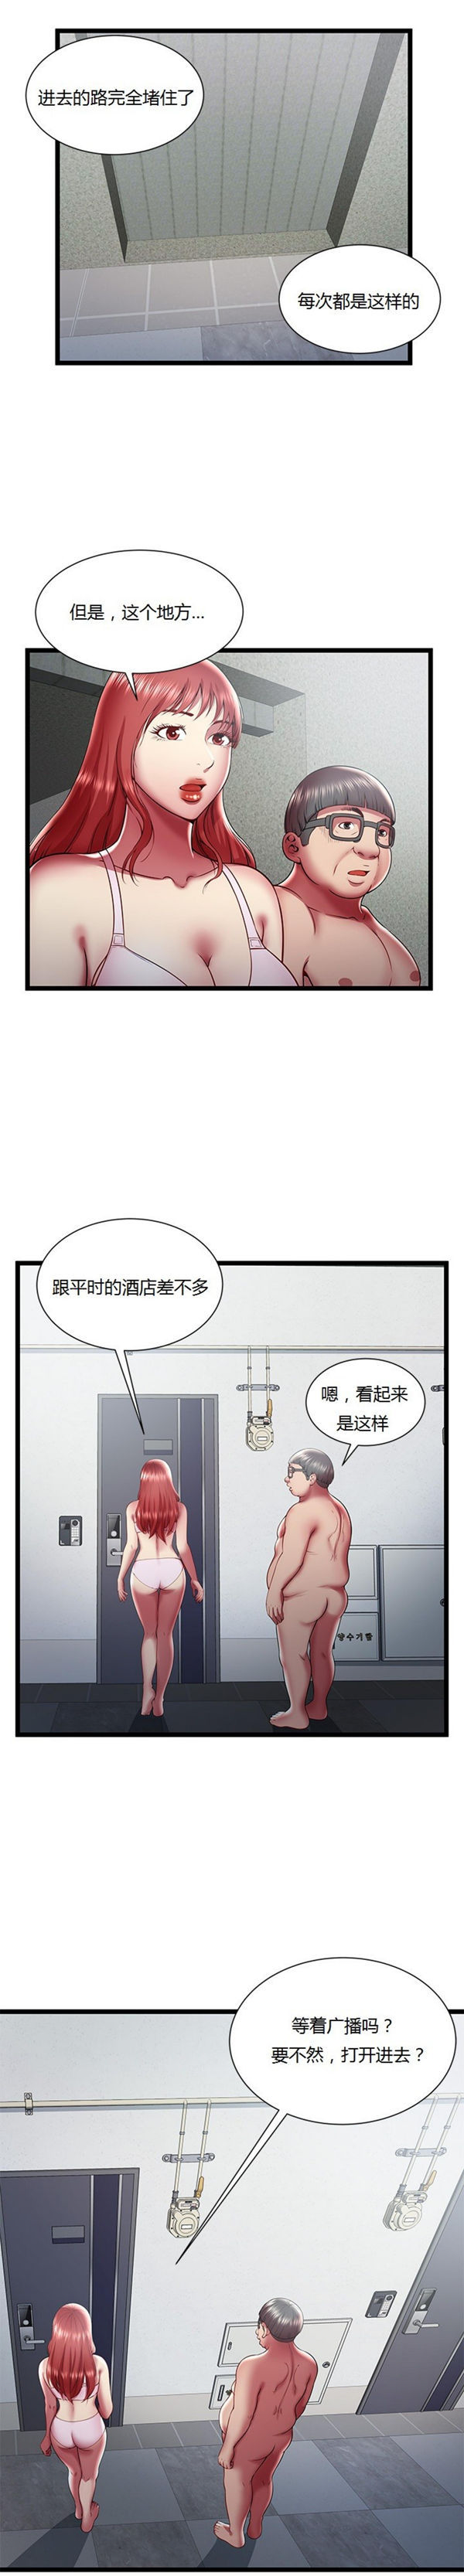 进去的路完全堵住了
每次都是这样的
但是，这个地方...
跟平时的酒店差不多
嗯，看起来
是这样
等着广播吗？
要不然，打开进去？